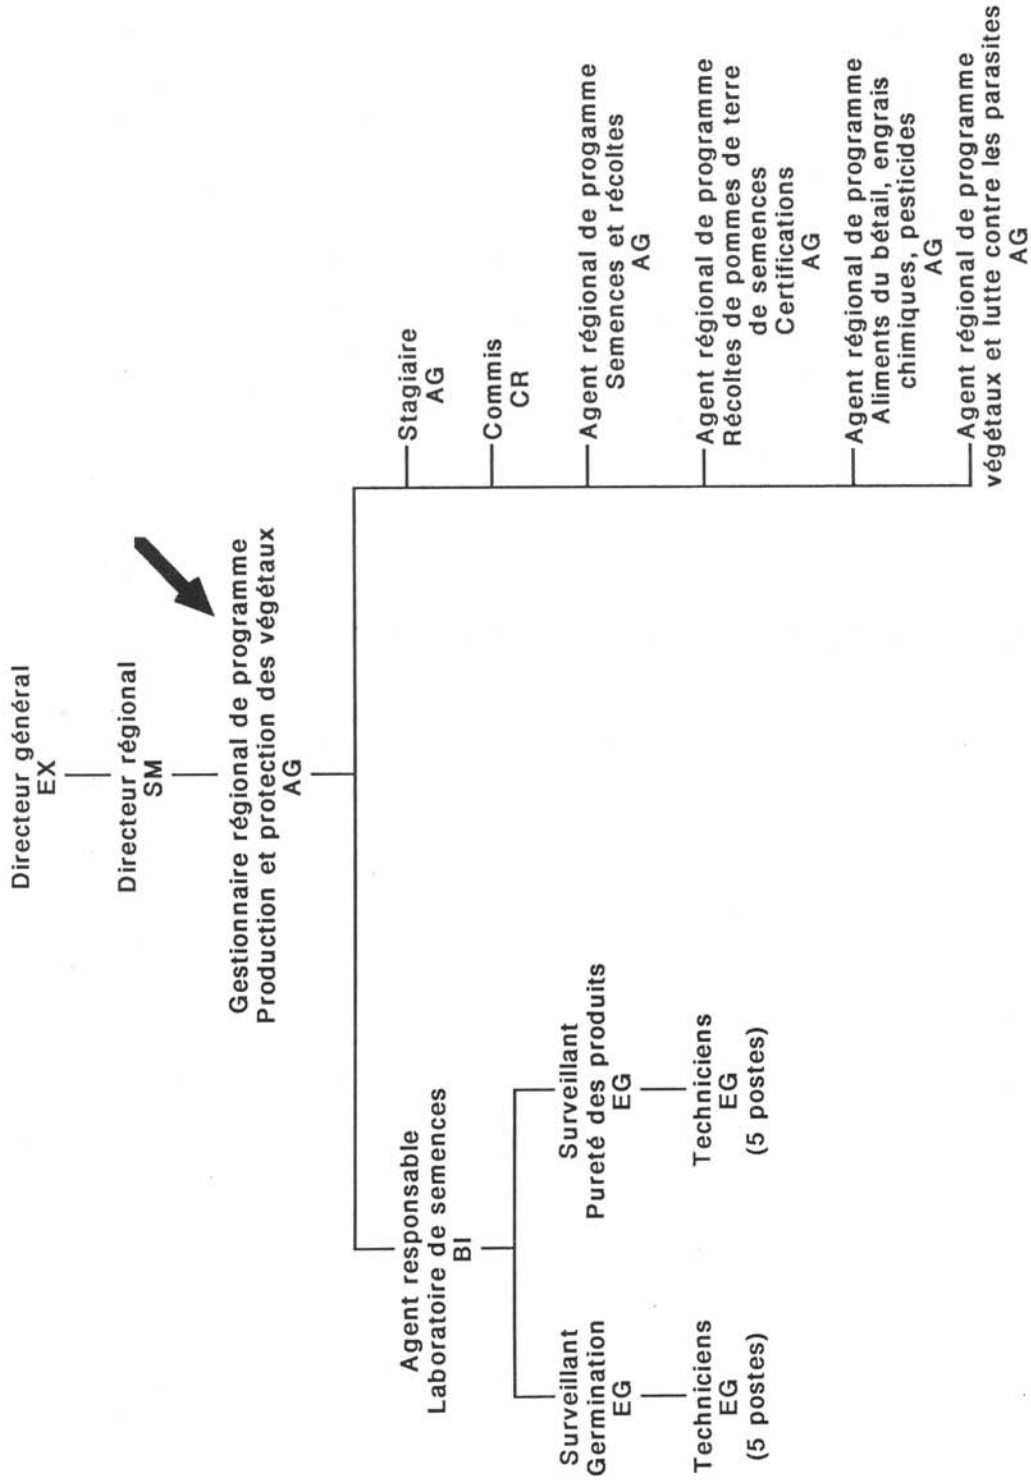 Directeur général
EX
Directeur régional
SM
Gestionnaire régional de programme
Production et protection des végétaux
AG
Agent responsable
Laboratoire de semences
BI
Surveillant
Germination
EG
Techniciens
EG
(5 postes)
Surveillant
Pureté des produits
EG
Techniciens
EG
(5 postes)
Stagiaire
AG
Commis
CR
Agent régional de progamme
Semences et récoltes
AG
Agent régional de programme
Récoltes de pommes de terre
de semences
Certifications
AG
Agent régional de programme
Aliments du bétail, engrais
chimiques, pesticides
AG
Agent régional de programme
végétaux et lutte contre les parasites
AG